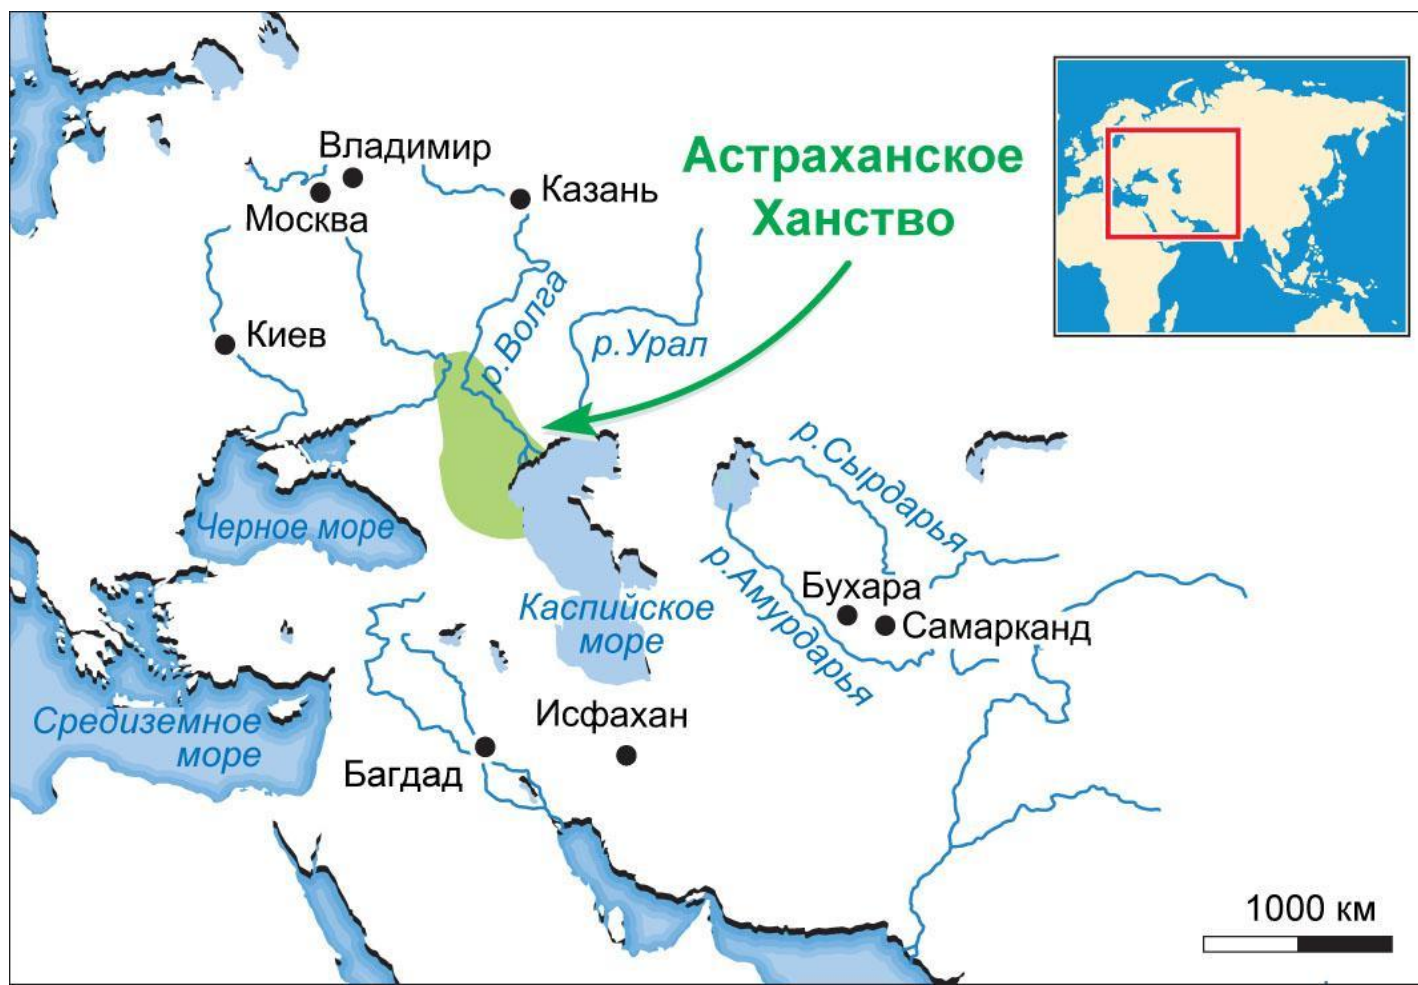 Владимир
Москва
Казань
Астраханское
Ханство
Киев
р.Волга
р.Урал
Черное море
р.Сырдарья
р.Амурдарья
Бухара
Самарканд
Каспийское
море
Средиземное
море
Исфахан
Багдад
1000 км